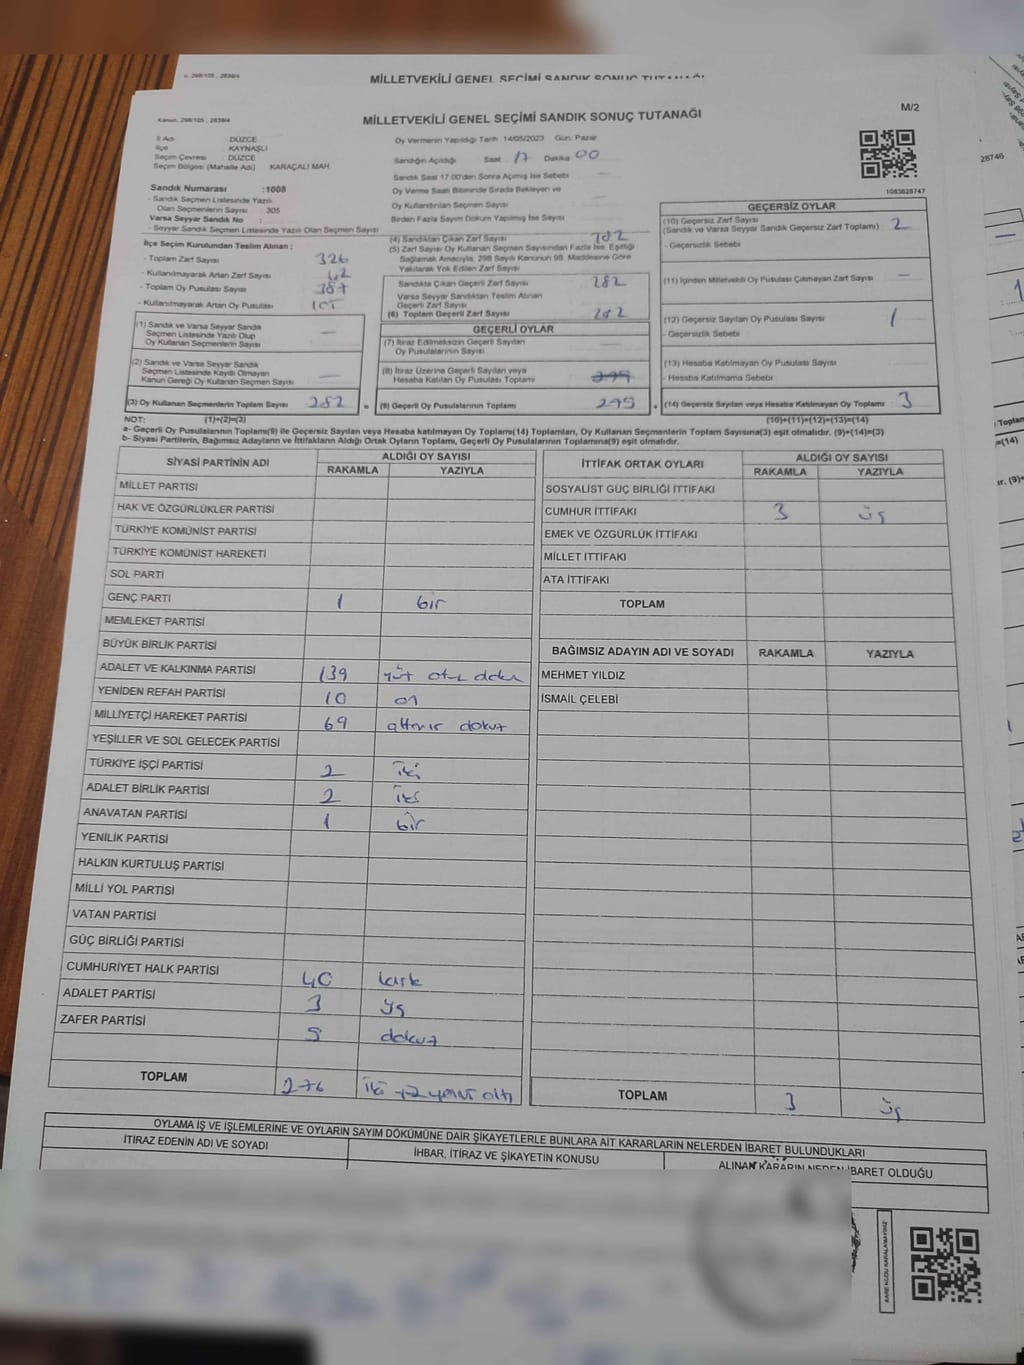 n. 298/105 , 2839/4
MİLLETVEKİLİ GENEL SEÇİMİ SANDIK SONUÇ TUTANAĞI
Kanun. 298/105 , 2839/4
MİLLETVEKİLİ GENEL SEÇİMİ SANDIK SONUÇ TUTANAĞI
M/2
İl Adı DÜZCE
İlçe KAYNAŞLI
Seçim Çevresi DÜZCE
Seçim Bölgesi (Mahalle Adı) KARAÇALI MAH.
Sandık Numarası :1008
- Sandık Seçmen Listesinde Yazılı
Olan Seçmenlerin Sayısı 305
Varsa Seyyar Sandık No :
- Seyyar Sandık Seçmen Listesinde Yazılı Olan Seçmen Sayısı
İlçe Seçim Kurulundan Teslim Alınan ;
- Toplam Zarf Sayısı 326
- Kullanılmayarak Artan Zarf Sayısı 42
- Toplam Oy Pusulası Sayısı 387
- Kullanılmayarak Artan Oy Pusulası 105
(1) Sandık ve Varsa Seyyar Sandık
Seçmen Listesinde Yazılı Olup
Oy Kullanan Seçmenlerin Sayısı —
(2) Sandık ve Varsa Seyyar Sandık
Seçmen Listesinde Kayıtlı Olmayan
Kanun Gereği Oy Kullanan Seçmen Sayısı —
(3) Oy Kullanan Seçmenlerin Toplam Sayısı 282
Oy Vermenin Yapıldığı Tarih 14/05/2023 Gün: Pazar
Sandığın Açıldığı Saat 17 Dakika 00
Sandık Saat 17.00'den Sonra Açılmış İse Sebebi —
Oy Verme Saati Bitiminde Sırada Bekleyen ve
Oy Kullandırılan Seçmen Sayısı —
Birden Fazla Sayım Döküm Yapılmış İse Sayısı
(4) Sandıktan Çıkan Zarf Sayısı 282
(5) Zarf Sayısı Oy Kullanan Seçmen Sayısından Fazla İse, Eşitliği
Sağlamak Amacıyla, 298 Sayılı Kanunun 98. Maddesine Göre
Yakılarak Yok Edilen Zarf Sayısı
Sandıkta Çıkan Geçerli Zarf Sayısı 282
Varsa Seyyar Sandıktan Teslim Alınan
Geçerli Zarf Sayısı
(6) Toplam Geçerli Zarf Sayısı 282
GEÇERLİ OYLAR
(7) İtiraz Edilmeksizin Geçerli Sayılan
Oy Pusulalarının Sayısı —
(8) İtiraz Üzerine Geçerli Sayılan veya
Hesaba Katılan Oy Pusulası Toplamı
= (9) Geçerli Oy Pusulalarının Toplamı
1083628747
GEÇERSİZ OYLAR
(10) Geçersiz Zarf Sayısı
(Sandık ve Varsa Seyyar Sandık Geçersiz Zarf Toplamı) 2
- Geçersizlik Sebebi
(11) İçinden Milletvekili Oy Pusulası Çıkmayan Zarf Sayısı —
(12) Geçersiz Sayılan Oy Pusulası Sayısı 1
- Geçersizlik Sebebi
(13) Hesaba Katılmayan Oy Pusulası Sayısı
- Hesaba Katılmama Sebebi
+ (14) Geçersiz Sayılan veya Hesaba Katılmayan Oy Toplamı 3
NOT: (1)+(2)=(3) (10)+(11)+(12)+(13)=(14)
a- Geçerli Oy Pusulalarının Toplamı(9) ile Geçersiz Sayılan veya Hesaba katılmayan Oy Toplamı(14) Toplamları, Oy Kullanan Seçmenlerin Toplam Sayısına(3) eşit olmalıdır. (9)+(14)=(3)
b- Siyasi Partilerin, Bağımsız Adayların ve İttifakların Aldığı Ortak Oyların Toplamı, Geçerli Oy Pusulalarının Toplamına(9) eşit olmalıdır.
SİYASİ PARTİNİN ADI ALDIĞI OY SAYISI
RAKAMLA YAZIYLA
MİLLET PARTİSİ
HAK VE ÖZGÜRLÜKLER PARTİSİ
TÜRKİYE KOMÜNİST PARTİSİ
TÜRKİYE KOMÜNİST HAREKETİ
SOL PARTİ
GENÇ PARTİ 1 bir
MEMLEKET PARTİSİ
BÜYÜK BİRLİK PARTİSİ
ADALET VE KALKINMA PARTİSİ 139 yüz otuz dokuz
YENİDEN REFAH PARTİSİ 10 on
MİLLİYETÇİ HAREKET PARTİSİ 69 altmış dokuz
YEŞİLLER VE SOL GELECEK PARTİSİ
TÜRKİYE İŞÇİ PARTİSİ 2 iki
ADALET BİRLİK PARTİSİ 2 iki
ANAVATAN PARTİSİ 1 bir
YENİLİK PARTİSİ
HALKIN KURTULUŞ PARTİSİ
MİLLİ YOL PARTİSİ
VATAN PARTİSİ
GÜÇ BİRLİĞİ PARTİSİ
CUMHURİYET HALK PARTİSİ 40 kırk
ADALET PARTİSİ 3 üç
ZAFER PARTİSİ 9 dokuz
TOPLAM 276 iki yüz yetmiş altı
İTTİFAK ORTAK OYLARI ALDIĞI OY SAYISI
RAKAMLA YAZIYLA
SOSYALİST GÜÇ BİRLİĞİ İTTİFAKI
CUMHUR İTTİFAKI 3 üç
EMEK VE ÖZGÜRLÜK İTTİFAKI
MİLLET İTTİFAKI
ATA İTTİFAKI
TOPLAM
BAĞIMSIZ ADAYIN ADI VE SOYADI RAKAMLA YAZIYLA
MEHMET YILDIZ
İSMAİL ÇELEBİ
TOPLAM 3 üç
OYLAMA İŞ VE İŞLEMLERİNE VE OYLARIN SAYIM DÖKÜMÜNE DAİR ŞİKAYETLERLE BUNLARA AİT KARARLARIN NELERDEN İBARET BULUNDUKLARI
İTİRAZ EDENİN ADI VE SOYADI İHBAR, İTİRAZ VE ŞİKAYETİN KONUSU ALINAN KARARIN NEDEN İBARET OLDUĞU
KARE KODU KARALAMAYINIZ!
28746